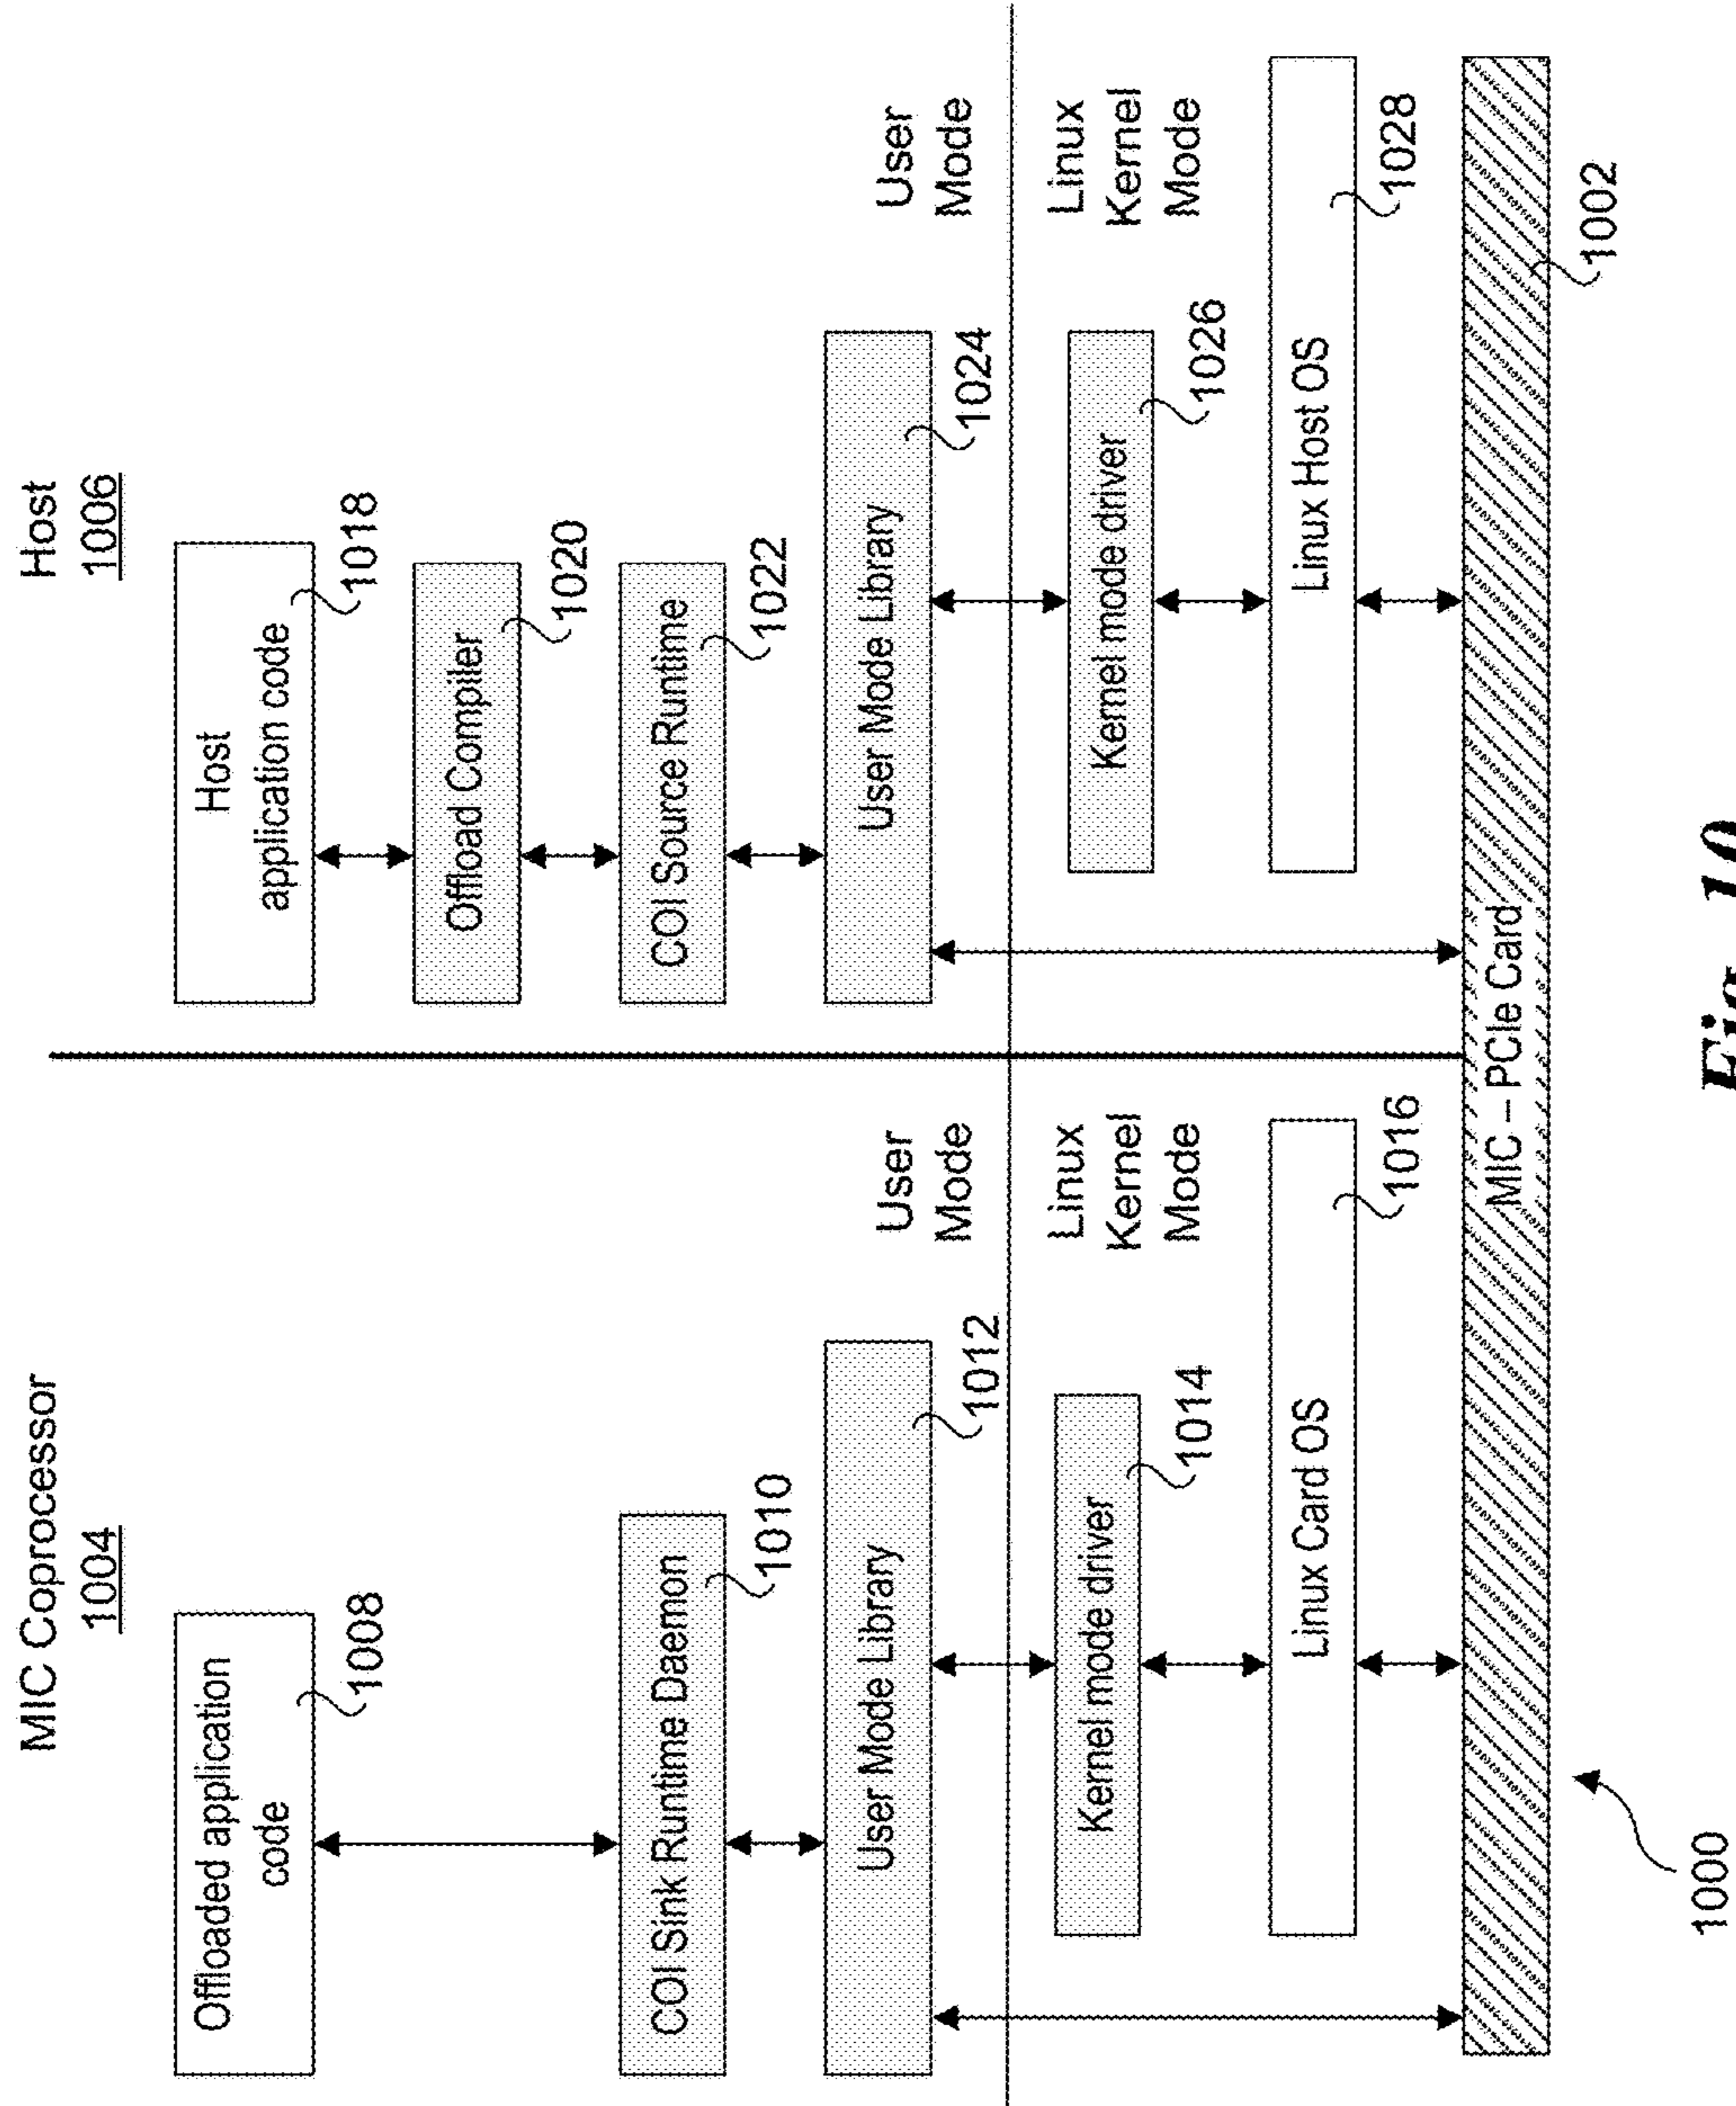 MIC Coprocessor
1004
Offloaded application
code
1008
COI Sink Runtime Daemon
1010
User Mode Library
1012
User
Mode
Linux
Kernel
Mode
Kernel mode driver
1014
Linux Card OS
1016
Host
1006
Host
application code
1018
Offload Compiler
1020
COI Source Runtime
1022
User Mode Library
1024
User
Mode
Linux
Kernel
Mode
Kernel mode driver
1026
Linux Host OS
1028
MIC – PCIe Card
1002
1000
Fig. 10